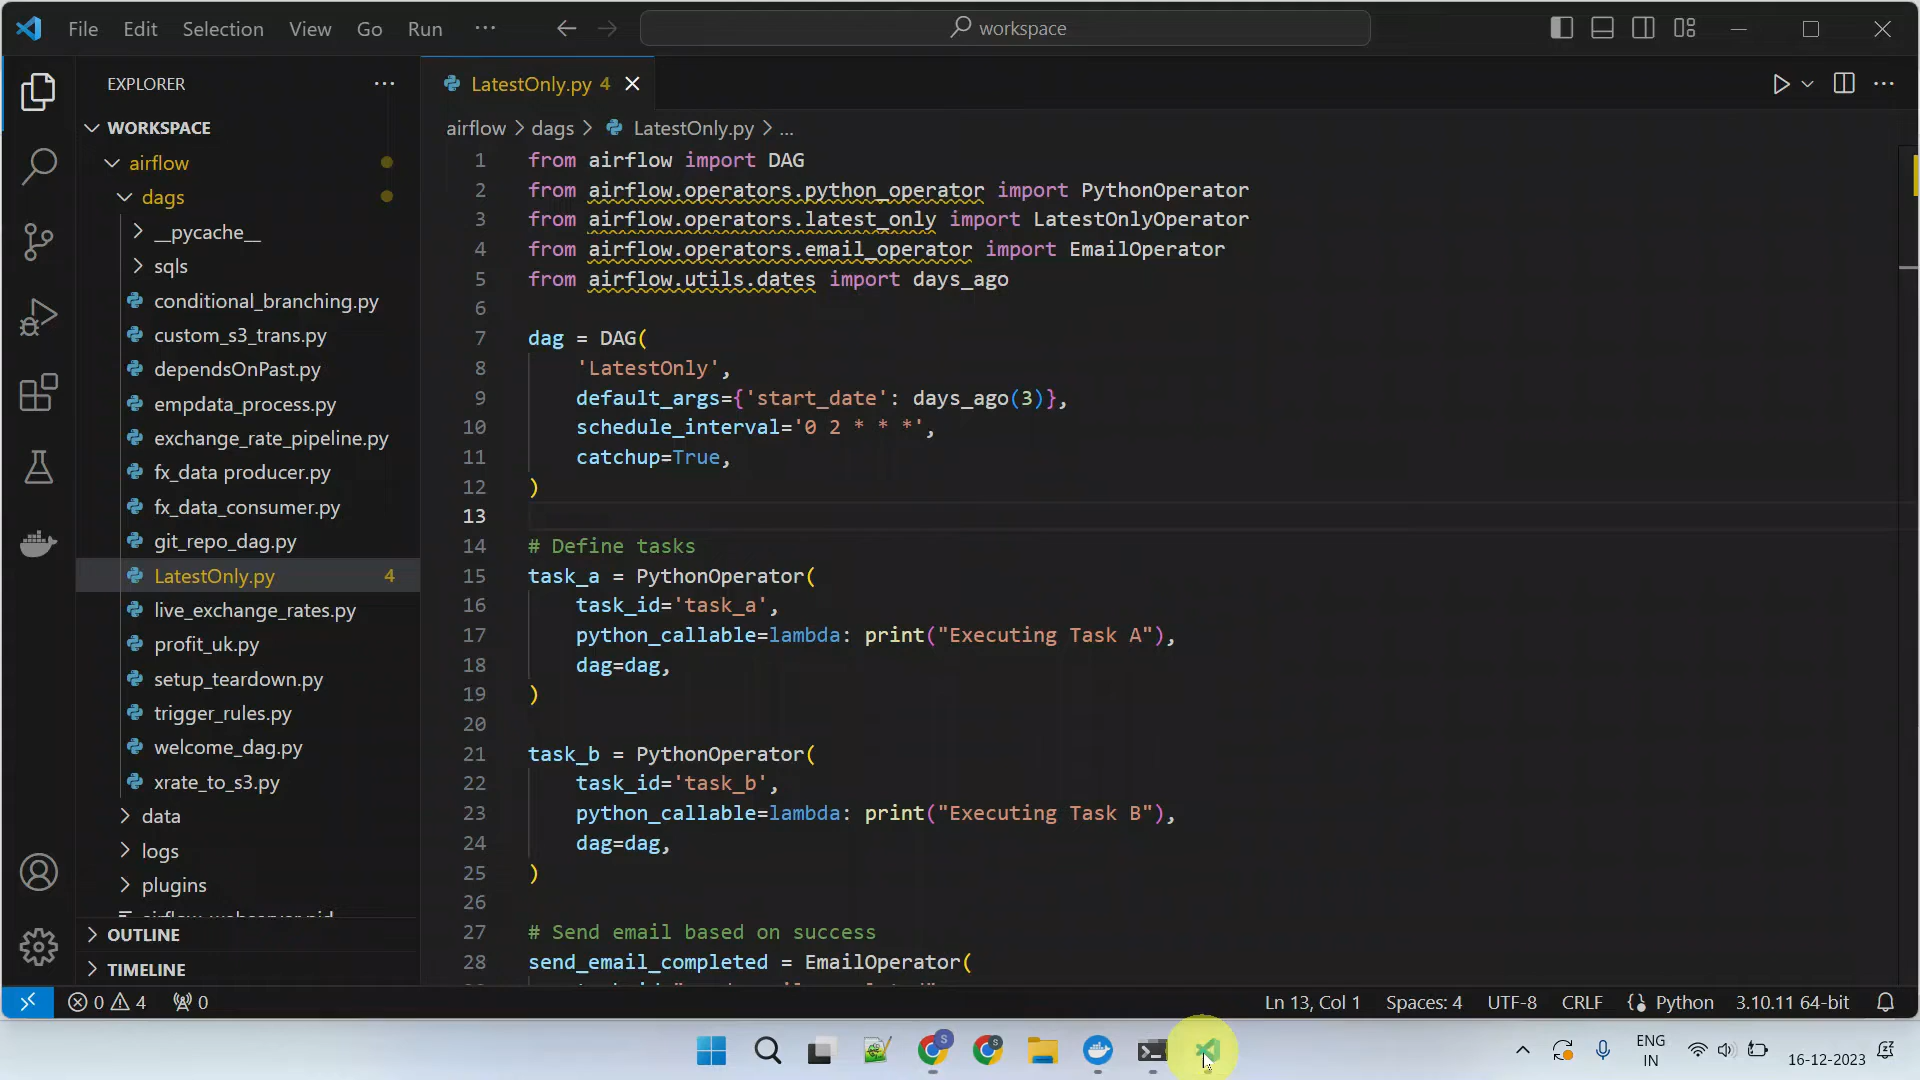 File Edit Selection View Go Run ···
workspace
EXPLORER ···
WORKSPACE
airflow
dags
__pycache__
sqls
conditional_branching.py
custom_s3_trans.py
dependsOnPast.py
empdata_process.py
exchange_rate_pipeline.py
fx_data producer.py
fx_data_consumer.py
git_repo_dag.py
LatestOnly.py 4
live_exchange_rates.py
profit_uk.py
setup_teardown.py
trigger_rules.py
welcome_dag.py
xrate_to_s3.py
data
logs
plugins
OUTLINE
TIMELINE
LatestOnly.py 4
airflow > dags > LatestOnly.py > ...
1 from airflow import DAG
2 from airflow.operators.python_operator import PythonOperator
3 from airflow.operators.latest_only import LatestOnlyOperator
4 from airflow.operators.email_operator import EmailOperator
5 from airflow.utils.dates import days_ago
6
7 dag = DAG(
8 'LatestOnly',
9 default_args={'start_date': days_ago(3)},
10 schedule_interval='0 2 * * *',
11 catchup=True,
12 )
13
14 # Define tasks
15 task_a = PythonOperator(
16 task_id='task_a',
17 python_callable=lambda: print("Executing Task A"),
18 dag=dag,
19 )
20
21 task_b = PythonOperator(
22 task_id='task_b',
23 python_callable=lambda: print("Executing Task B"),
24 dag=dag,
25 )
26
27 # Send email based on success
28 send_email_completed = EmailOperator(
0 4 0
Ln 13, Col 1 Spaces: 4 UTF-8 CRLF Python 3.10.11 64-bit
ENG
IN
16-12-2023